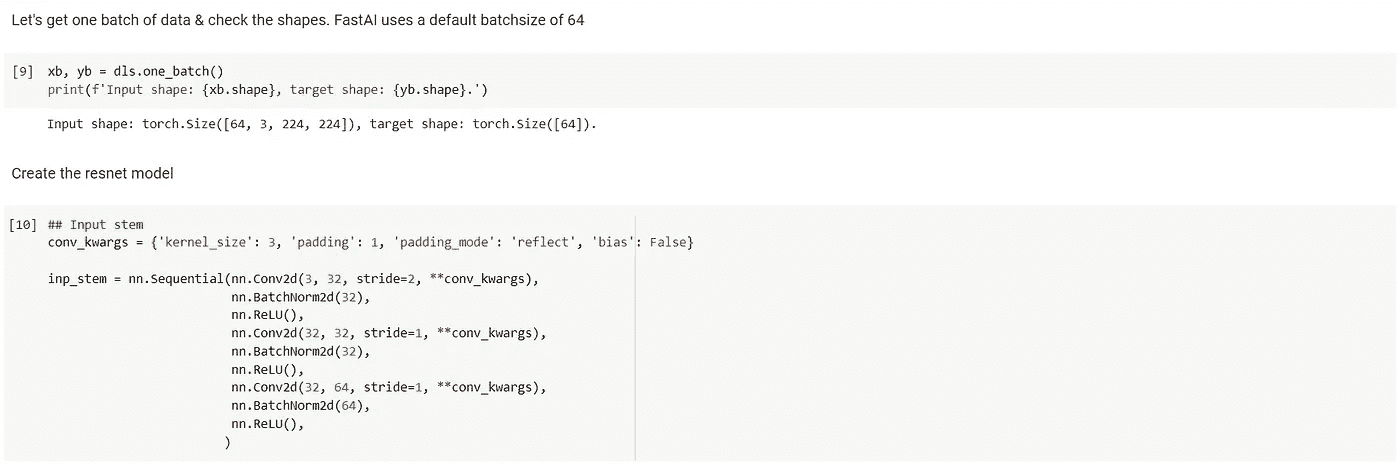 Let's get one batch of data & check the shapes. FastAI uses a default batchsize of 64
[9] xb, yb = dls.one_batch()
print(f'Input shape: {xb.shape}, target shape: {yb.shape}.')
Input shape: torch.Size([64, 3, 224, 224]), target shape: torch.Size([64]).
Create the resnet model
[10] ## Input stem
conv_kwargs = {'kernel_size': 3, 'padding': 1, 'padding_mode': 'reflect', 'bias': False}
inp_stem = nn.Sequential(nn.Conv2d(3, 32, stride=2, **conv_kwargs),
nn.BatchNorm2d(32),
nn.ReLU(),
nn.Conv2d(32, 32, stride=1, **conv_kwargs),
nn.BatchNorm2d(32),
nn.ReLU(),
nn.Conv2d(32, 64, stride=1, **conv_kwargs),
nn.BatchNorm2d(64),
nn.ReLU(),
)